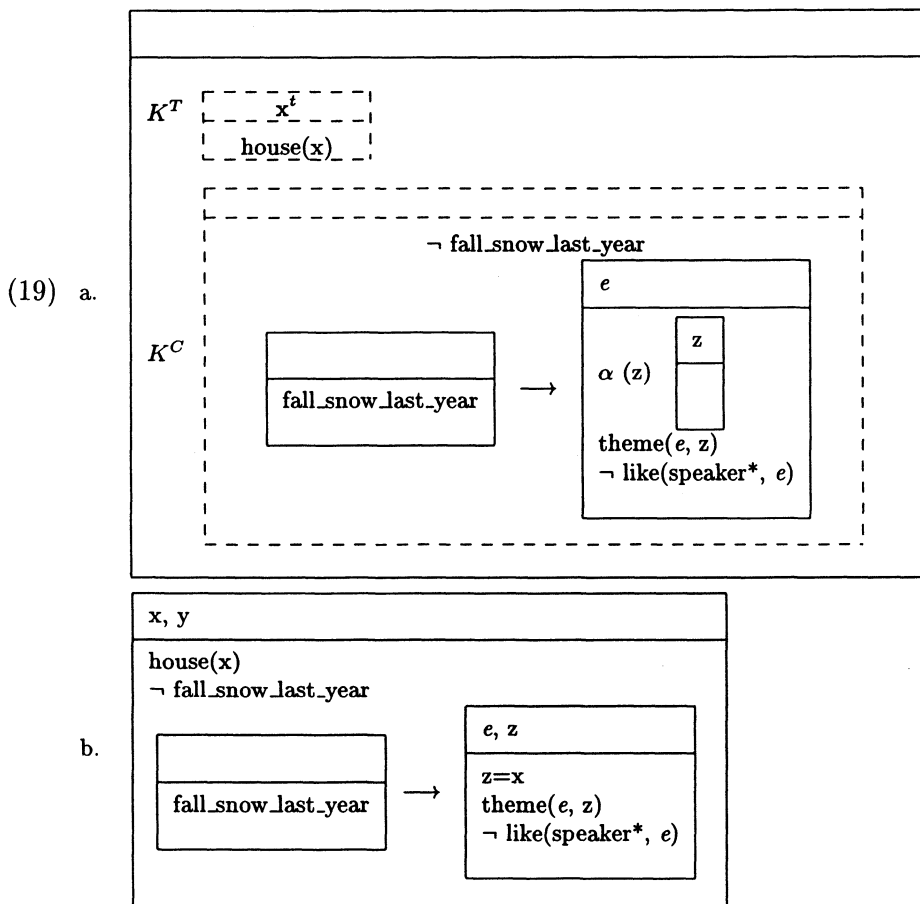 (19) a.
K^T
x^t
house(x)
K^C
¬ fall_snow_last_year
fall_snow_last_year
⟶
e
α (z)
z
theme(e, z)
¬ like(speaker*, e)
b.
x, y
house(x)
¬ fall_snow_last_year
fall_snow_last_year
⟶
e, z
z=x
theme(e, z)
¬ like(speaker*, e)